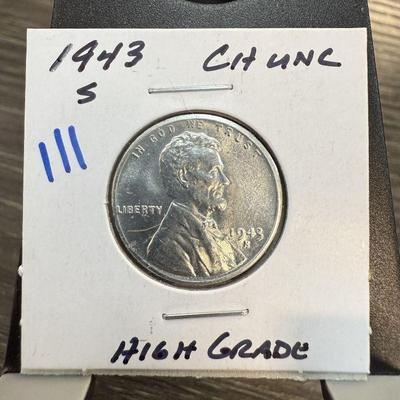 1943 CH UNC
S
111
IN GOD WE TRUST
LIBERTY
1943
S
HIGH GRADE